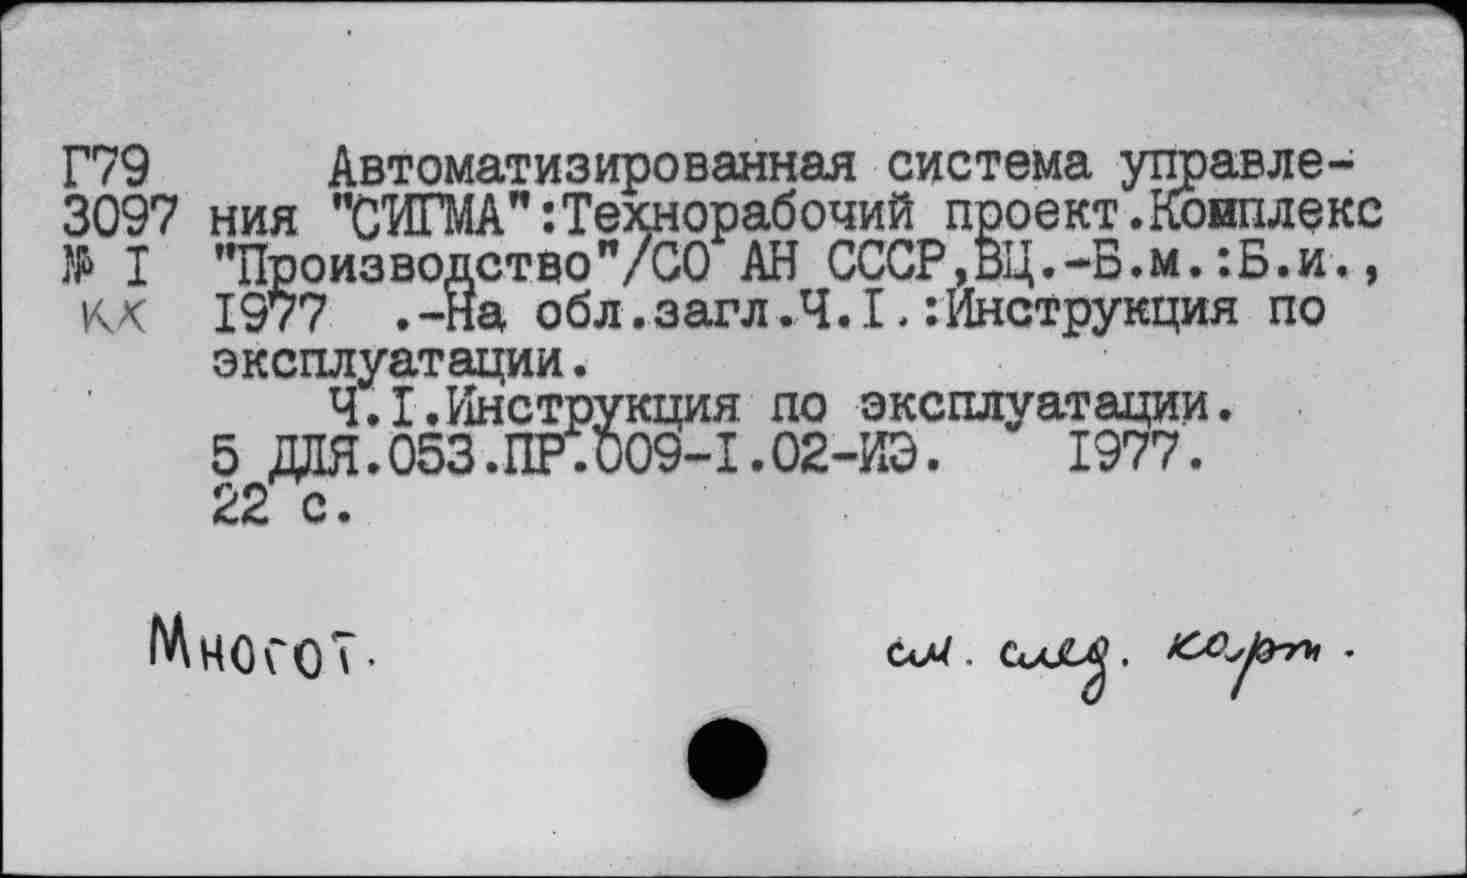 Г79 Автоматизированная система управле-
3097 ния "СИГМА":Технорабочий проект.Комплекс
№ I "Производство"/СО АН СССР,ВЦ.-Б.м.:Б.и.,
кх 1977 .-На обл.загл.Ч.I.:Инструкция по
эксплуатации.
Ч.I.Инструкция по эксплуатации.
5 ДЛЯ.053.ПР.009-I.02-ИЭ. 1977.
22 с.
Многот. см. след. карт.